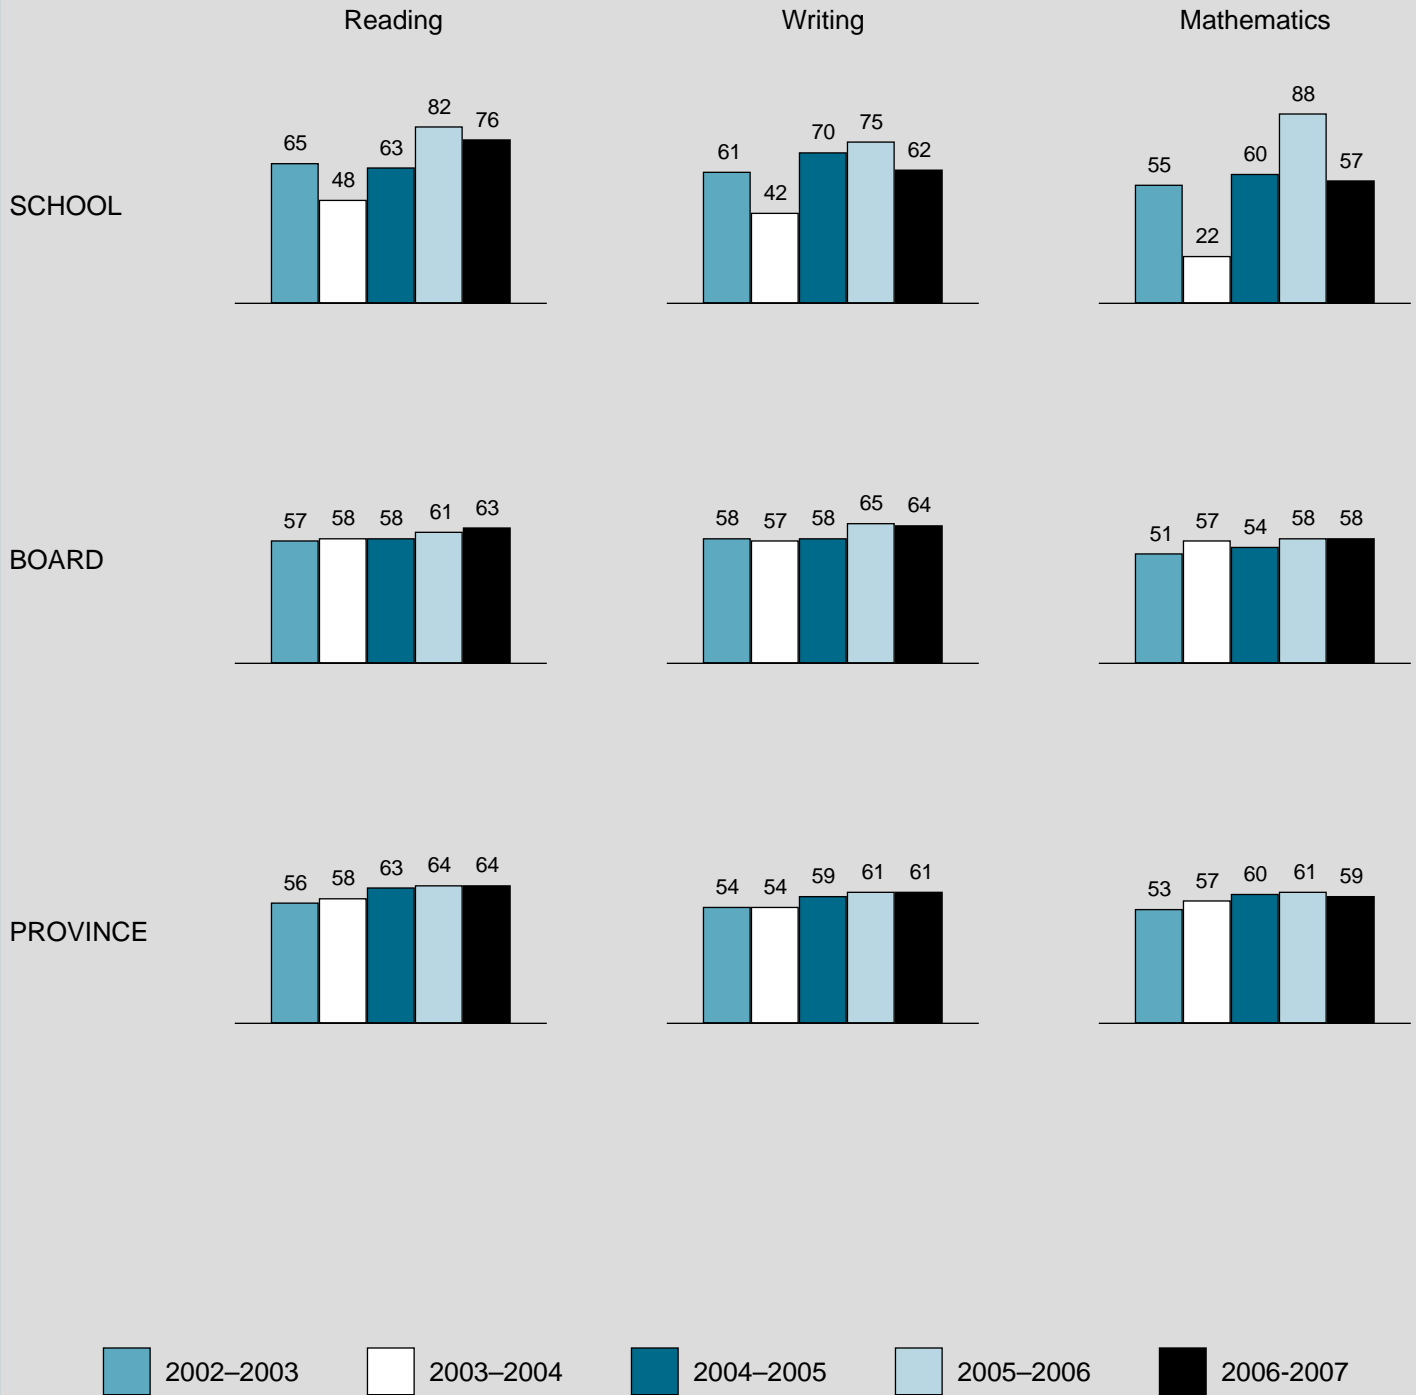 Reading Writing Mathematics
SCHOOL
65 48 63 82 76
61 42 70 75 62
55 22 60 88 57
BOARD
57 58 58 61 63
58 57 58 65 64
51 57 54 58 58
PROVINCE
56 58 63 64 64
54 54 59 61 61
53 57 60 61 59
2002–2003 2003–2004 2004–2005 2005–2006 2006-2007